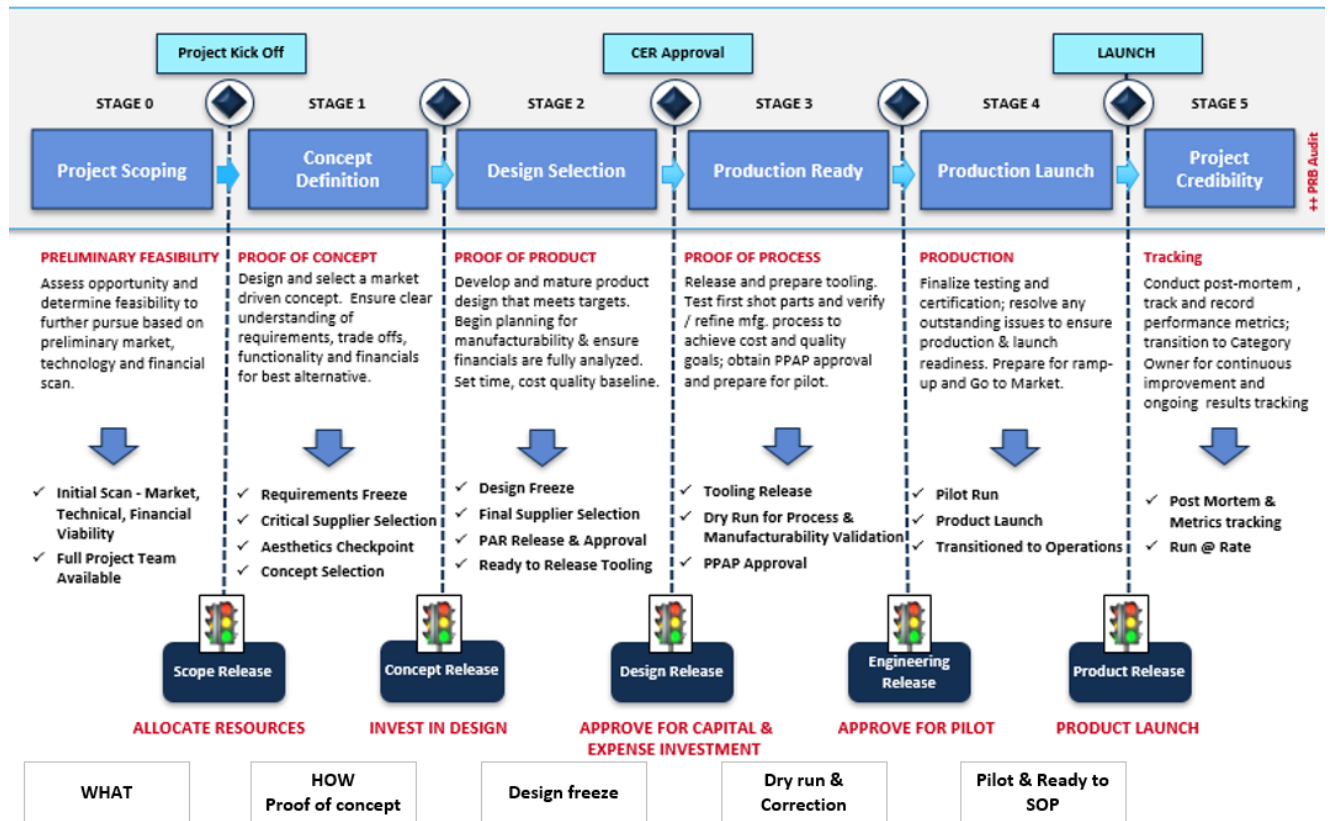 Project Kick Off
CER Approval
LAUNCH
STAGE 0
STAGE 1
STAGE 2
STAGE 3
STAGE 4
STAGE 5
Project Scoping
Concept
Definition
Design Selection
Production Ready
Production Launch
Project
Credibility
++ PRB Audit
PRELIMINARY FEASIBILITY
Assess opportunity and
determine feasibility to
further pursue based on
preliminary market,
technology and financial
scan.
PROOF OF CONCEPT
Design and select a market
driven concept. Ensure clear
understanding of
requirements, trade offs,
functionality and financials
for best alternative.
PROOF OF PRODUCT
Develop and mature product
design that meets targets.
Begin planning for
manufacturability & ensure
financials are fully analyzed.
Set time, cost quality baseline.
PROOF OF PROCESS
Release and prepare tooling.
Test first shot parts and verify
/ refine mfg. process to
achieve cost and quality
goals; obtain PPAP approval
and prepare for pilot.
PRODUCTION
Finalize testing and
certification; resolve any
outstanding issues to ensure
production & launch
readiness. Prepare for ramp-
up and Go to Market.
Tracking
Conduct post-mortem ,
track and record
performance metrics;
transition to Category
Owner for continuous
improvement and
ongoing results tracking
✓ Initial Scan - Market,
Technical, Financial
Viability
✓ Full Project Team
Available
✓ Requirements Freeze
✓ Critical Supplier Selection
✓ Aesthetics Checkpoint
✓ Concept Selection
✓ Design Freeze
✓ Final Supplier Selection
✓ PAR Release & Approval
✓ Ready to Release Tooling
✓ Tooling Release
✓ Dry Run for Process &
Manufacturability Validation
✓ PPAP Approval
✓ Pilot Run
✓ Product Launch
✓ Transitioned to Operations
✓ Post Mortem &
Metrics tracking
✓ Run @ Rate
Scope Release
Concept Release
Design Release
Engineering
Release
Product Release
ALLOCATE RESOURCES
INVEST IN DESIGN
APPROVE FOR CAPITAL &
EXPENSE INVESTMENT
APPROVE FOR PILOT
PRODUCT LAUNCH
WHAT
HOW
Proof of concept
Design freeze
Dry run &
Correction
Pilot & Ready to
SOP